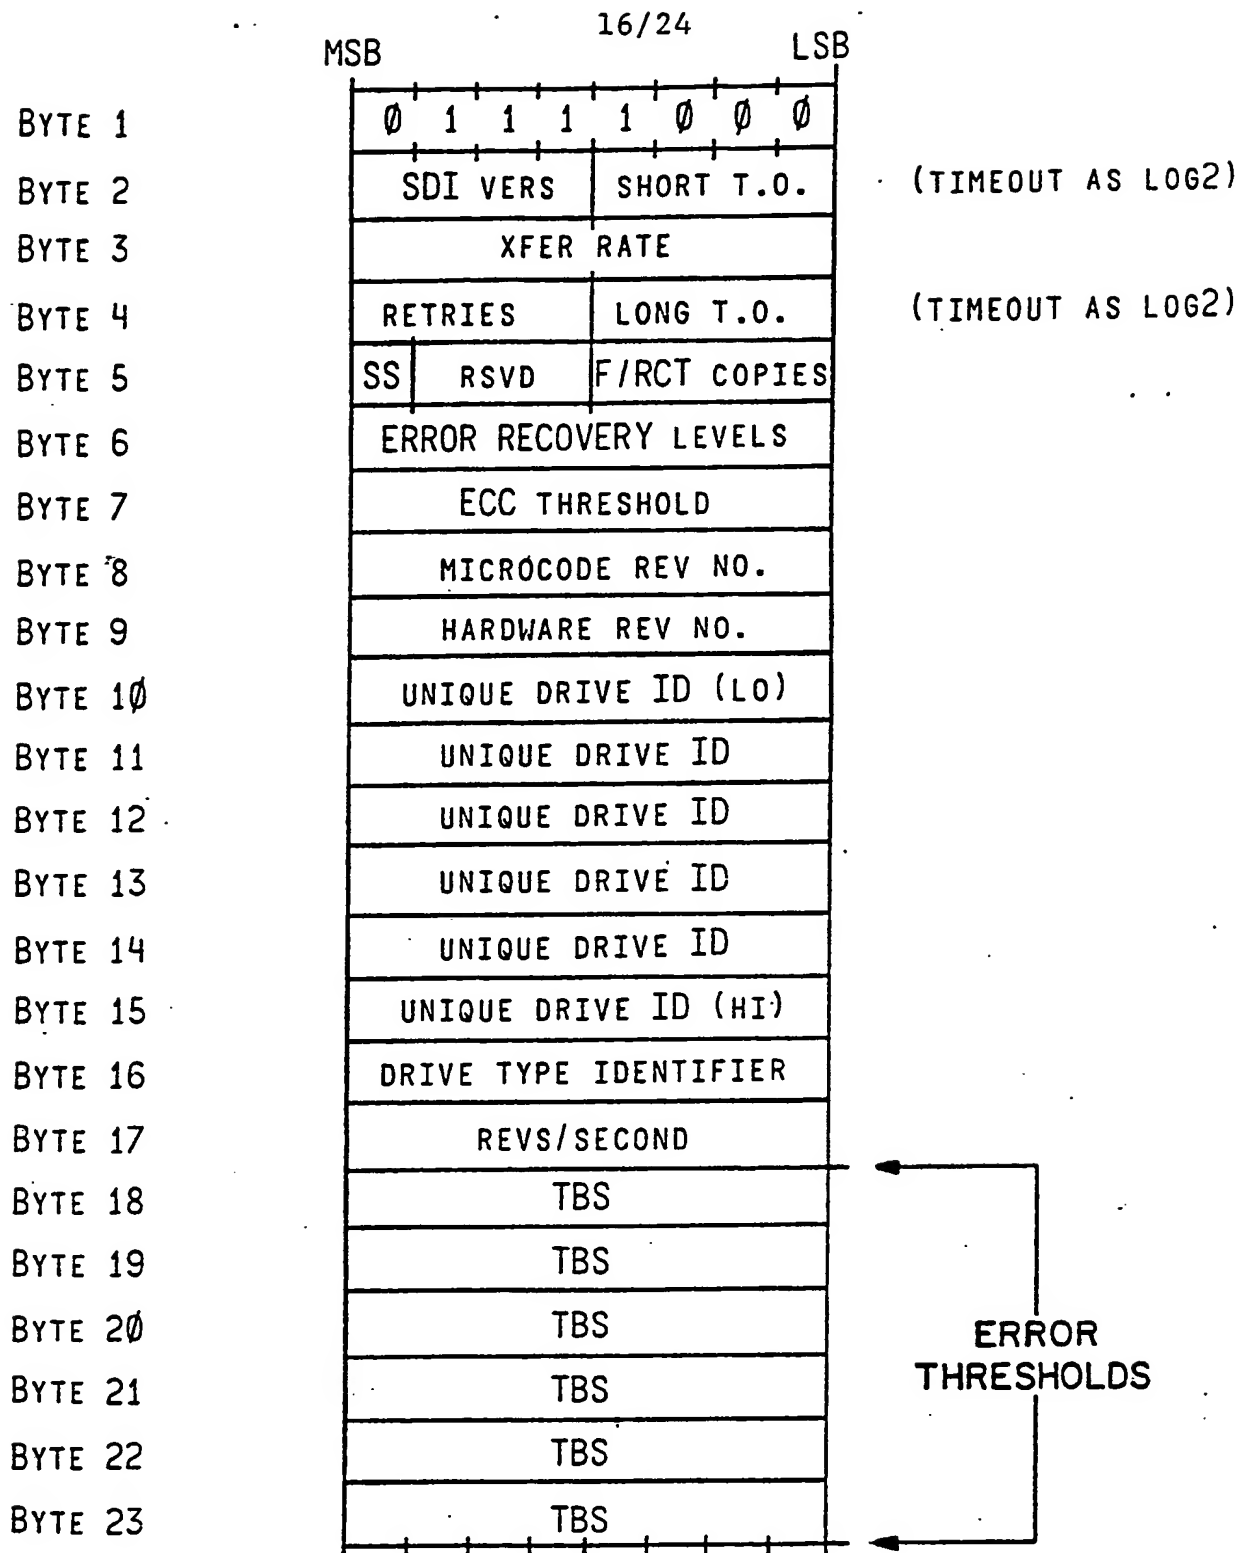 16/24
MSB LSB
BYTE 1 Ø 1 1 1 1 Ø Ø Ø
BYTE 2 SDI VERS SHORT T.O. (TIMEOUT AS LOG2)
BYTE 3 XFER RATE
BYTE 4 RETRIES LONG T.O. (TIMEOUT AS LOG2)
BYTE 5 SS RSVD F/RCT COPIES
BYTE 6 ERROR RECOVERY LEVELS
BYTE 7 ECC THRESHOLD
BYTE 8 MICROCODE REV NO.
BYTE 9 HARDWARE REV NO.
BYTE 1Ø UNIQUE DRIVE ID (LO)
BYTE 11 UNIQUE DRIVE ID
BYTE 12 UNIQUE DRIVE ID
BYTE 13 UNIQUE DRIVE ID
BYTE 14 UNIQUE DRIVE ID
BYTE 15 UNIQUE DRIVE ID (HI)
BYTE 16 DRIVE TYPE IDENTIFIER
BYTE 17 REVS/SECOND
BYTE 18 TBS
BYTE 19 TBS
BYTE 2Ø TBS
ERROR
THRESHOLDS
BYTE 21 TBS
BYTE 22 TBS
BYTE 23 TBS